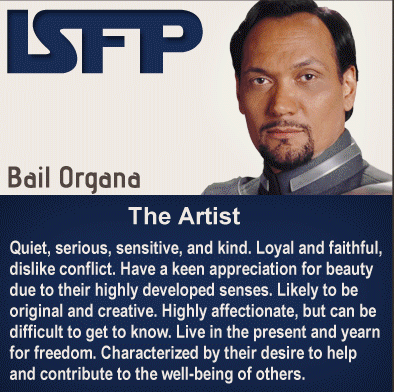 ISFP
Bail Organa
The Artist
Quiet, serious, sensitive, and kind. Loyal and faithful,
dislike conflict. Have a keen appreciation for beauty
due to their highly developed senses. Likely to be
original and creative. Highly affectionate, but can be
difficult to get to know. Live in the present and yearn
for freedom. Characterized by their desire to help
and contribute to the well-being of others.